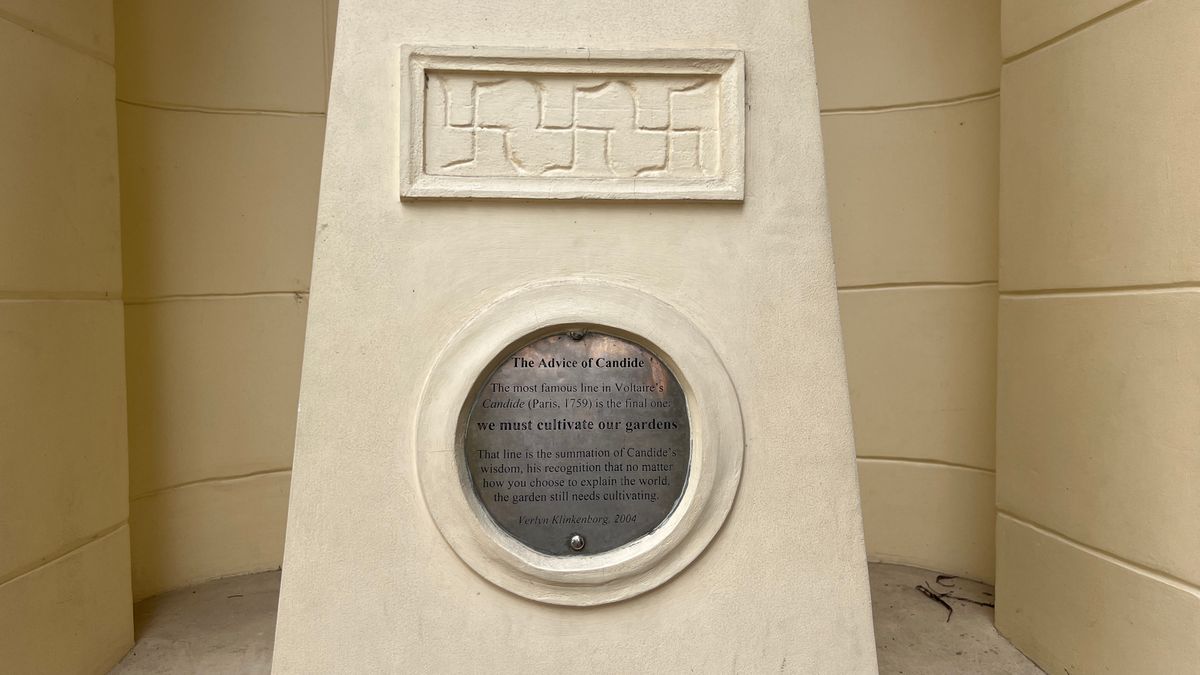 The Advice of Candide
The most famous line in Voltaire's
Candide (Paris, 1759) is the final one:
we must cultivate our gardens
That line is the summation of Candide's
wisdom, his recognition that no matter
how you choose to explain the world,
the garden still needs cultivating.
Verlyn Klinkenborg, 2004